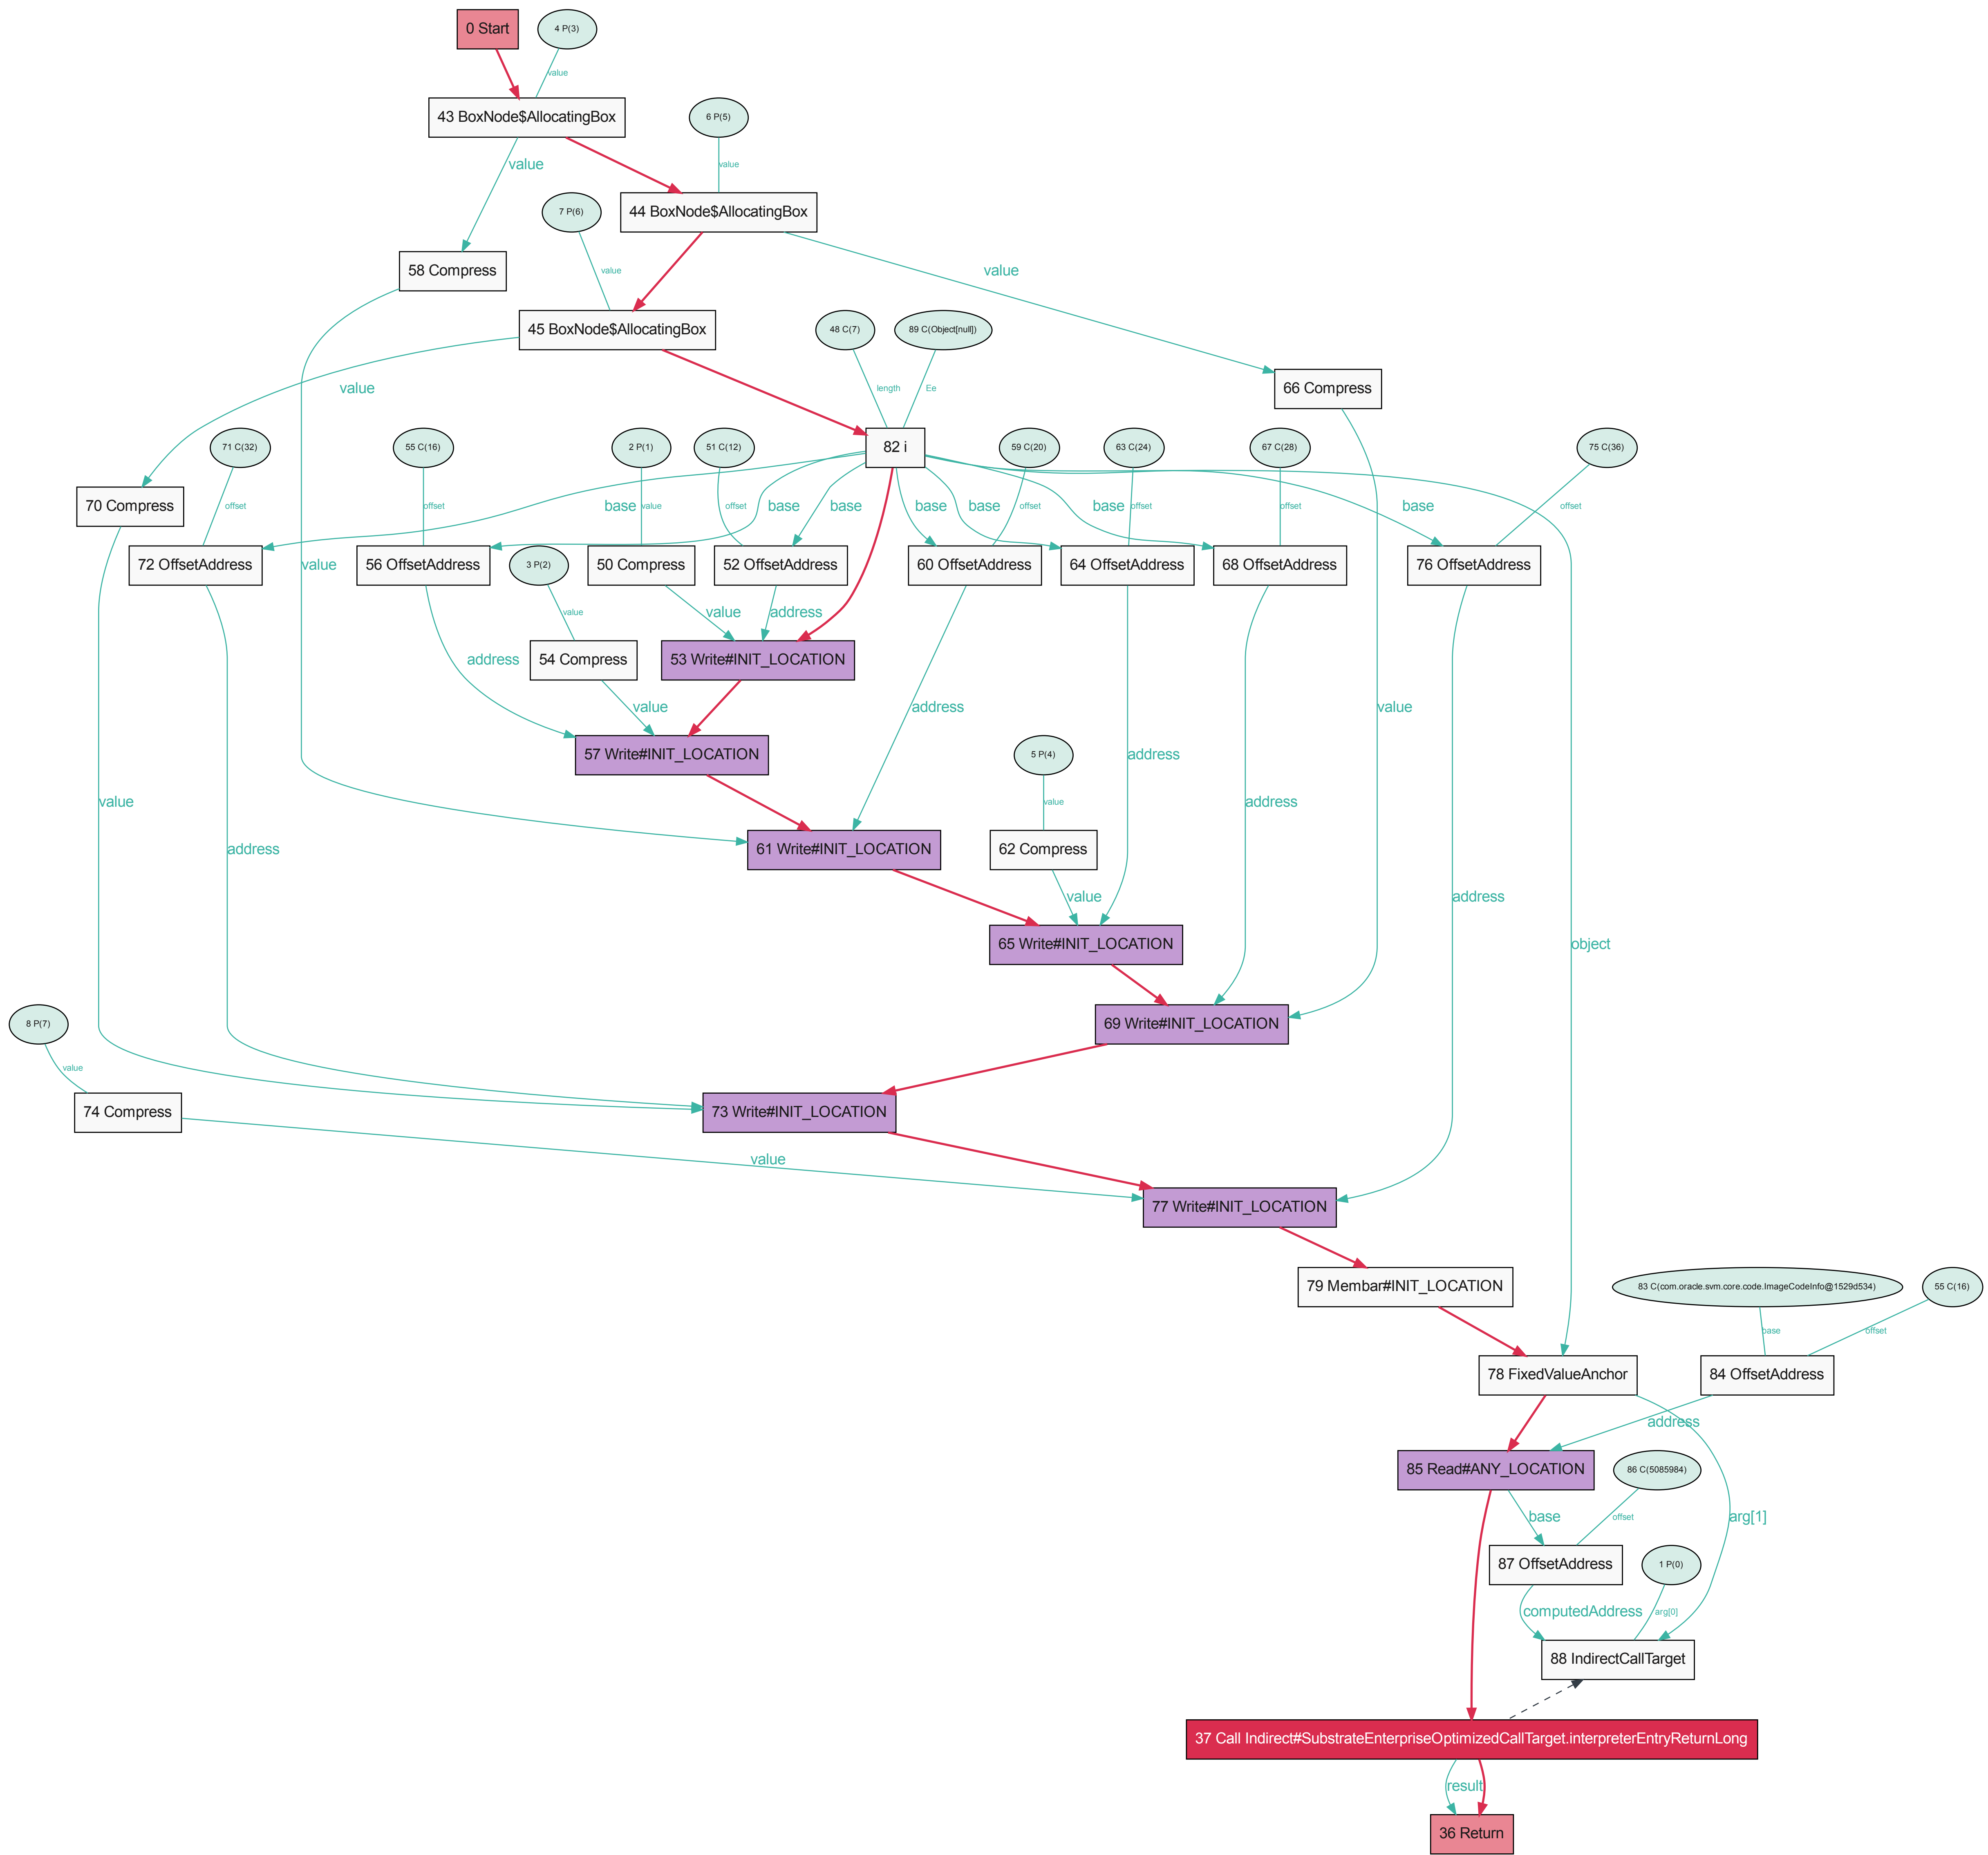 0 Start
4 P(3)
value
43 BoxNode$AllocatingBox
6 P(5)
value
value
7 P(6)
44 BoxNode$AllocatingBox
58 Compress
value
value
45 BoxNode$AllocatingBox
48 C(7)
89 C(Object[null])
value
length
Ee
66 Compress
71 C(32)
55 C(16)
2 P(1)
51 C(12)
82 i
59 C(20)
63 C(24)
67 C(28)
75 C(36)
70 Compress
offset
offset
base
value
offset
base
base
base
offset
base
offset
base
offset
base
offset
value
72 OffsetAddress
56 OffsetAddress
3 P(2)
50 Compress
52 OffsetAddress
60 OffsetAddress
64 OffsetAddress
68 OffsetAddress
76 OffsetAddress
value
value
address
54 Compress
53 Write#INIT_LOCATION
address
value
address
value
57 Write#INIT_LOCATION
5 P(4)
address
value
value
address
address
61 Write#INIT_LOCATION
62 Compress
value
address
65 Write#INIT_LOCATION
object
8 P(7)
69 Write#INIT_LOCATION
value
74 Compress
73 Write#INIT_LOCATION
value
77 Write#INIT_LOCATION
79 Membar#INIT_LOCATION
83 C(com.oracle.svm.core.code.ImageCodeInfo@1529d534)
55 C(16)
base
offset
78 FixedValueAnchor
84 OffsetAddress
address
85 Read#ANY_LOCATION
86 C(5085984)
base
offset
arg[1]
87 OffsetAddress
1 P(0)
computedAddress
arg[0]
88 IndirectCallTarget
37 Call Indirect#SubstrateEnterpriseOptimizedCallTarget.interpreterEntryReturnLong
result
36 Return